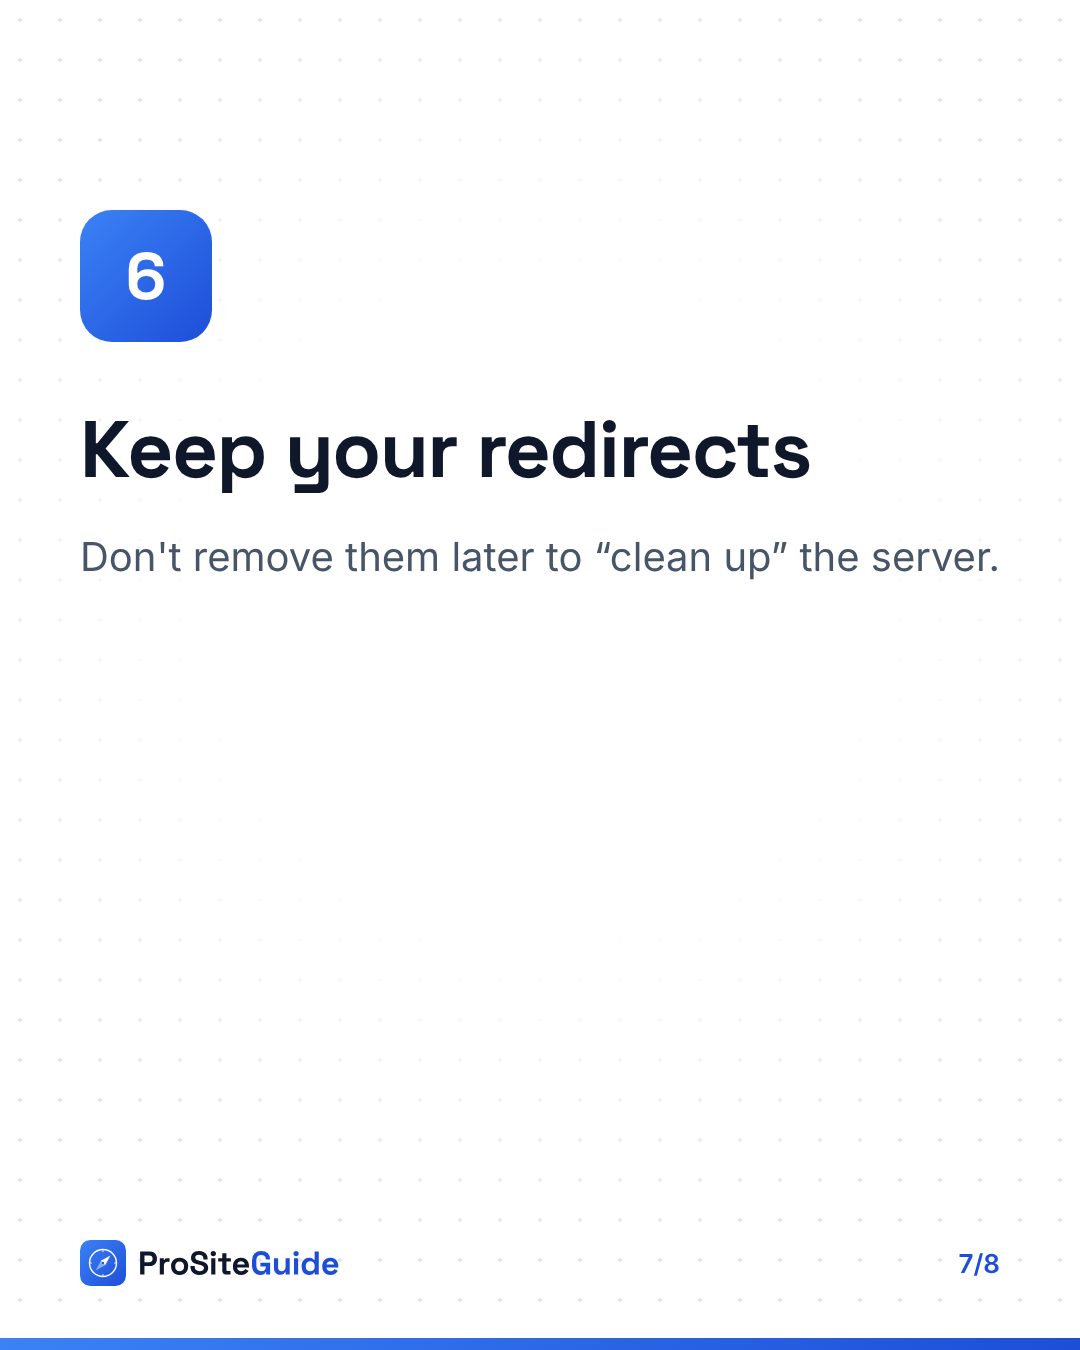 6
Keep your redirects
Don't remove them later to “clean up” the server.
ProSiteGuide
7/8